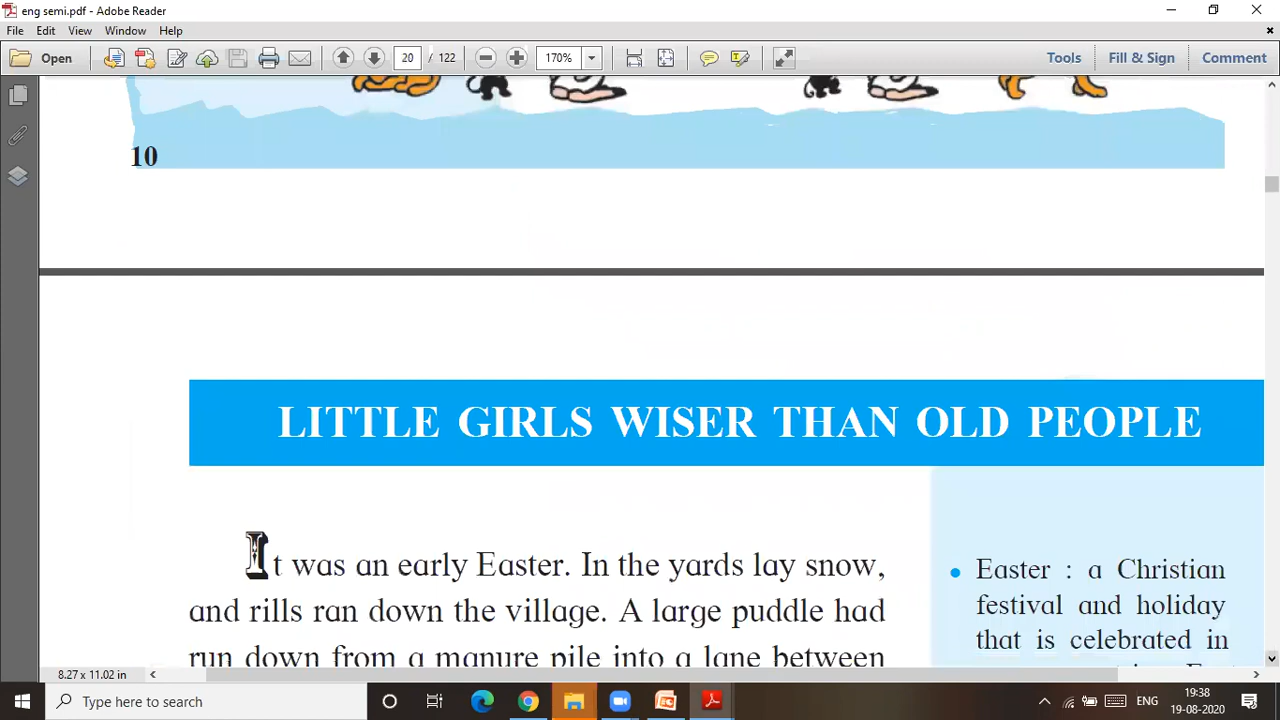 eng semi.pdf - Adobe Reader
File Edit View Window Help
Open 20 / 122 170% Tools Fill & Sign Comment
10
LITTLE GIRLS WISER THAN OLD PEOPLE
It was an early Easter. In the yards lay snow,
and rills ran down the village. A large puddle had
run down from a manure pile into a lane between
• Easter : a Christian
festival and holiday
that is celebrated in
8.27 x 11.02 in
Type here to search
ENG
19:38
19-08-2020